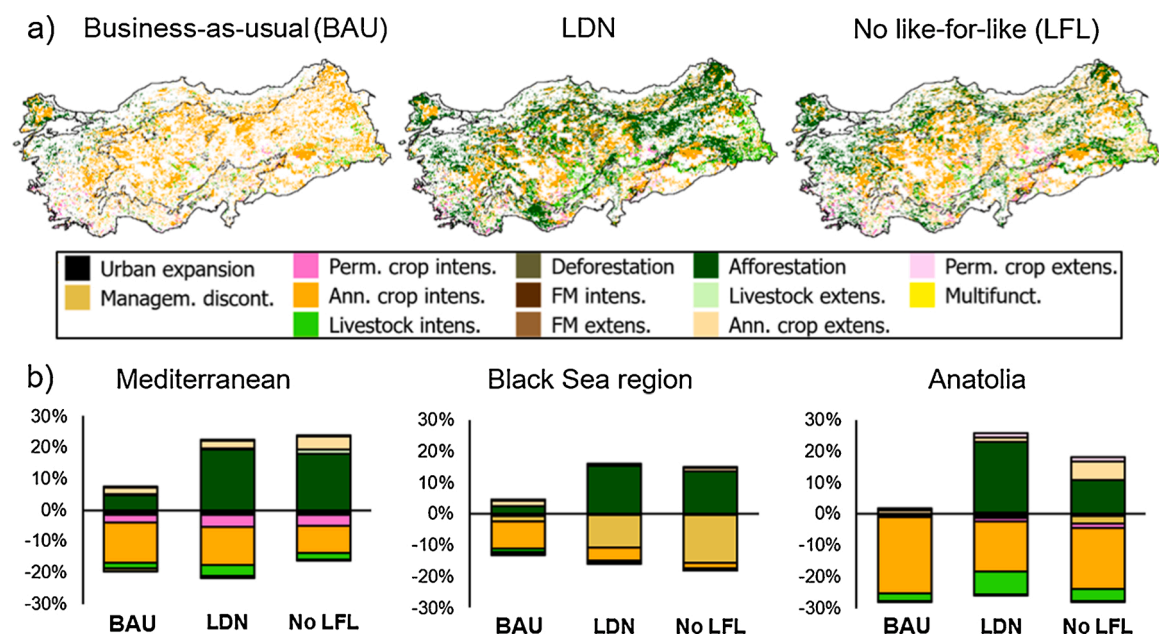 a) Business-as-usual (BAU) LDN No like-for-like (LFL)
Urban expansion Perm. crop intens. Deforestation Afforestation Perm. crop extens.
Managem. discont. Ann. crop intens. FM intens. Livestock extens. Multifunct.
Livestock intens. FM extens. Ann. crop extens.
b) Mediterranean Black Sea region Anatolia
30% 30% 30%
20% 20% 20%
10% 10% 10%
0% 0% 0%
-10% -10% -10%
-20% -20% -20%
-30% -30% -30%
BAU LDN No LFL BAU LDN No LFL BAU LDN No LFL